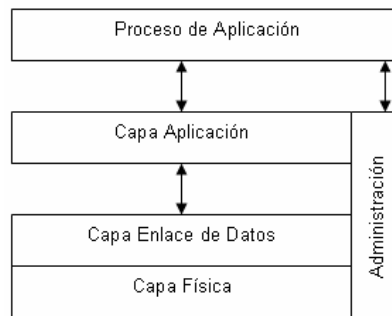 Proceso de Aplicación
Capa Aplicación
Capa Enlace de Datos
Capa Física
Administración